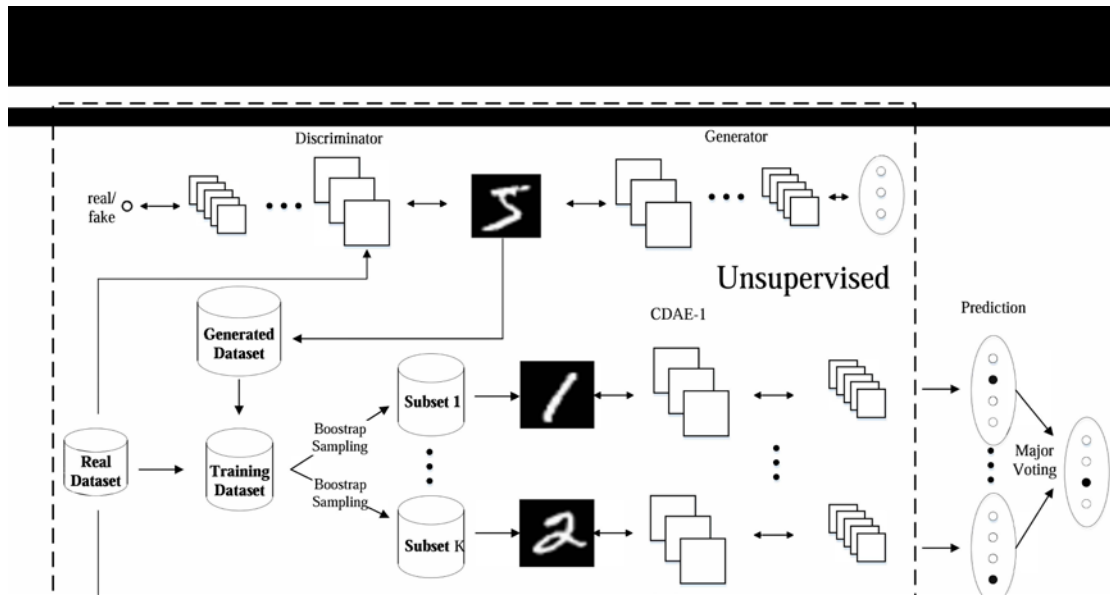 Discriminator
Generator
real/
fake
Unsupervised
Generated
Dataset
CDAE-1
Prediction
Subset 1
Boostrap
Sampling
Real
Dataset
Training
Dataset
Major
Voting
Boostrap
Sampling
Subset K